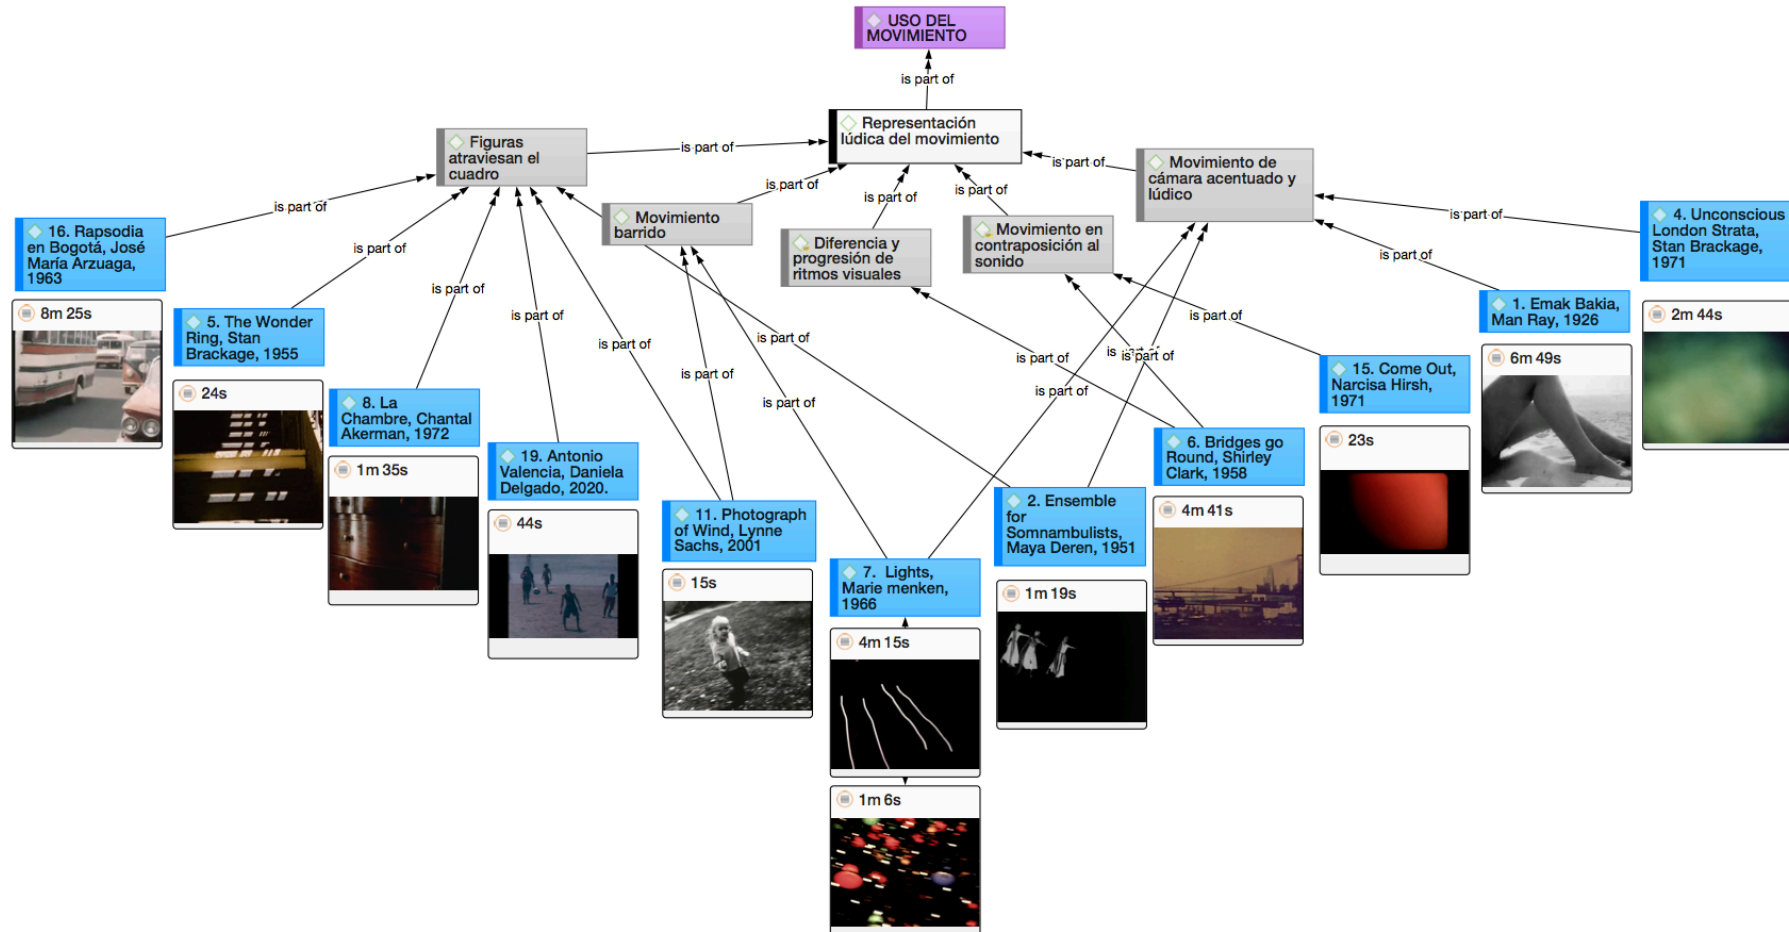 USO DEL
MOVIMIENTO
is part of
Representación
lúdica del movimiento
Figuras
atraviesan el
cuadro
is part of
is part of
Movimiento de
cámara acentuado y
lúdico
is part of
is part of
is part of
Movimiento
barrido
Diferencia y
progresión de
ritmos visuales
Movimiento en
contraposición al
sonido
16. Rapsodia
en Bogotá, José
María Arzuaga,
1963
is part of
8m 25s
5. The Wonder
Ring, Stan
Brackage, 1955
is part of
24s
8. La
Chambre, Chantal
Akerman, 1972
is part of
1m 35s
19. Antonio
Valencia, Daniela
Delgado, 2020.
is part of
44s
11. Photograph
of Wind, Lynne
Sachs, 2001
is part of
is part of
15s
7. Lights,
Marie menken,
1966
is part of
is part of
4m 15s
1m 6s
2. Ensemble
for
Somnambulists,
Maya Deren, 1951
is part of
is part of
1m 19s
6. Bridges go
Round, Shirley
Clark, 1958
is part of
4m 41s
15. Come Out,
Narcisa Hirsh,
1971
is part of
23s
1. Emak Bakia,
Man Ray, 1926
is part of
6m 49s
4. Unconscious
London Strata,
Stan Brackage,
1971
is part of
2m 44s